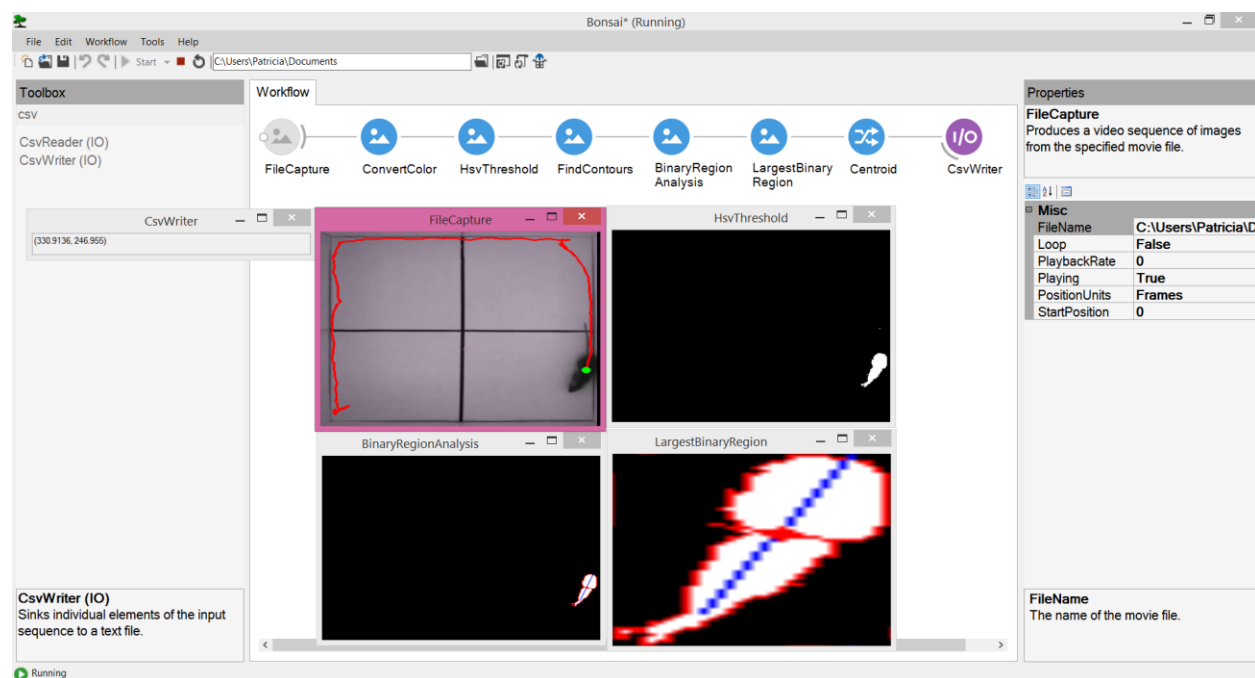 Bonsai* (Running)
File Edit Workflow Tools Help
Start C:\Users\Patricia\Documents
Toolbox
csv
CsvReader (IO)
CsvWriter (IO)
Workflow
FileCapture
ConvertColor
HsvThreshold
FindContours
BinaryRegion
Analysis
LargestBinary
Region
Centroid
I/O
CsvWriter
CsvWriter
(330.9136, 246.955)
FileCapture
HsvThreshold
BinaryRegionAnalysis
LargestBinaryRegion
CsvWriter (IO)
Sinks individual elements of the input
sequence to a text file.
Properties
FileCapture
Produces a video sequence of images
from the specified movie file.
Misc
FileName C:\Users\Patricia\D
Loop False
PlaybackRate 0
Playing True
PositionUnits Frames
StartPosition 0
FileName
The name of the movie file.
Running